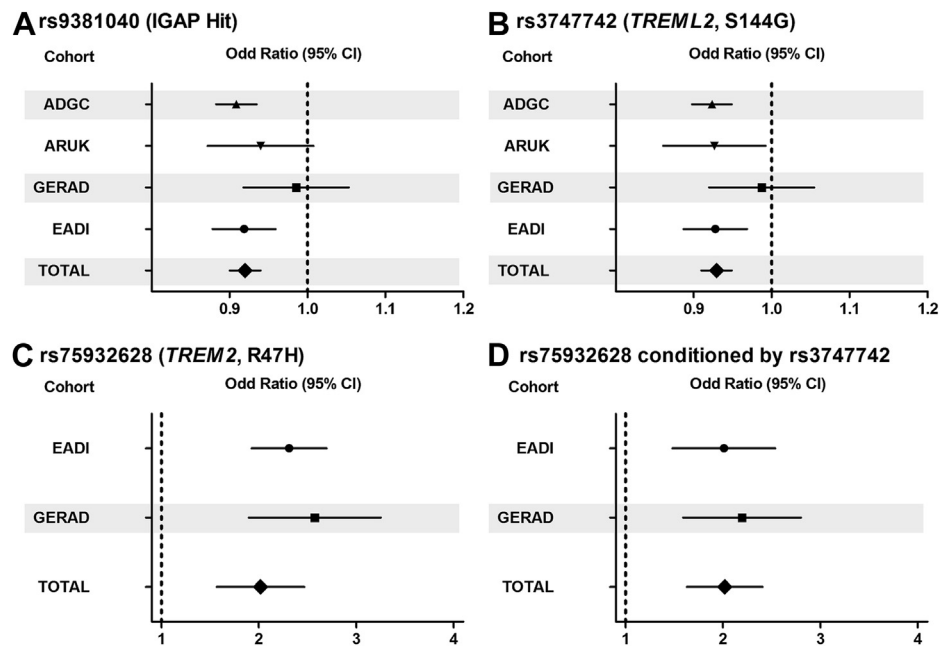 A rs9381040 (IGAP Hit)
Cohort Odd Ratio (95% CI)
ADGC
ARUK
GERAD
EADI
TOTAL
0.9 1.0 1.1 1.2
B rs3747742 (TREML2, S144G)
Cohort Odd Ratio (95% CI)
ADGC
ARUK
GERAD
EADI
TOTAL
0.9 1.0 1.1 1.2
C rs75932628 (TREM2, R47H)
Cohort Odd Ratio (95% CI)
EADI
GERAD
TOTAL
1 2 3 4
D rs75932628 conditioned by rs3747742
Cohort Odd Ratio (95% CI)
EADI
GERAD
TOTAL
1 2 3 4